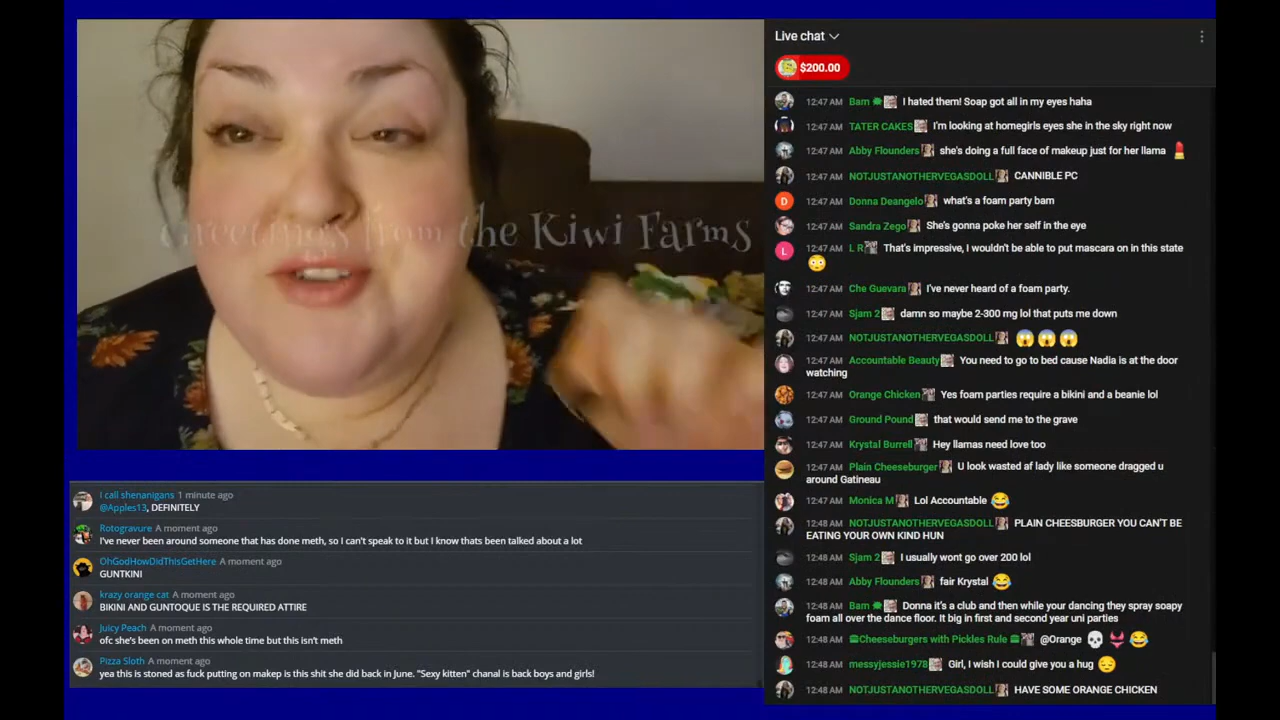 Greetings from the Kiwi Farms
I call shenanigans 1 minute ago
@Apples13, DEFINITELY
Rotogravure A moment ago
I've never been around someone that has done meth, so I can't speak to it but I know thats been talked about a lot
OhGodHowDidThisGetHere A moment ago
GUNTKINI
krazy orange cat A moment ago
BIKINI AND GUNTOQUE IS THE REQUIRED ATTIRE
Juicy Peach A moment ago
ofc she's been on meth this whole time but this isn't meth
Pizza Sloth A moment ago
yea this is stoned as fuck putting on makep is this shit she did back in June. "Sexy kitten" chanal is back boys and girls!
Live chat
$200.00
12:47 AM Bam I hated them! Soap got all in my eyes haha
12:47 AM TATER CAKES I'm looking at homegirls eyes she in the sky right now
12:47 AM Abby Flounders she's doing a full face of makeup just for her llama
12:47 AM NOTJUSTANOTHERVEGASDOLL CANNIBLE PC
D
12:47 AM Donna Deangelo what's a foam party bam
12:47 AM Sandra Zego She's gonna poke her self in the eye
L
12:47 AM L R That's impressive, I wouldn't be able to put mascara on in this state
12:47 AM Che Guevara I've never heard of a foam party.
12:47 AM Sjam 2 damn so maybe 2-300 mg lol that puts me down
12:47 AM NOTJUSTANOTHERVEGASDOLL 😱😱😱
12:47 AM Accountable Beauty You need to go to bed cause Nadia is at the door
watching
12:47 AM Orange Chicken Yes foam parties require a bikini and a beanie lol
12:47 AM Ground Pound that would send me to the grave
12:47 AM Krystal Burrell Hey llamas need love too
12:47 AM Plain Cheeseburger U look wasted af lady like someone dragged u
around Gatineau
12:47 AM Monica M Lol Accountable 😂
12:48 AM NOTJUSTANOTHERVEGASDOLL PLAIN CHEESBURGER YOU CAN'T BE
EATING YOUR OWN KIND HUN
12:48 AM Sjam 2 I usually wont go over 200 lol
12:48 AM Abby Flounders fair Krystal 😂
12:48 AM Bam Donna it's a club and then while your dancing they spray soapy
foam all over the dance floor. It big in first and second year uni parties
12:48 AM Cheeseburgers with Pickles Rule @Orange 💀👙😂
12:48 AM messyjessie1978 Girl, I wish I could give you a hug 😔
12:48 AM NOTJUSTANOTHERVEGASDOLL HAVE SOME ORANGE CHICKEN